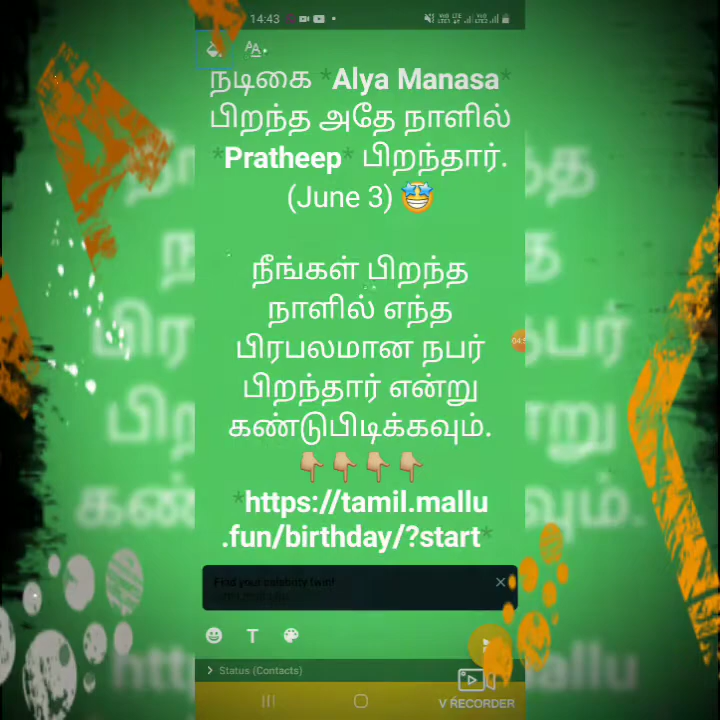 14:43
நடிகை *Alya Manasa*
பிறந்த அதே நாளில்
*Pratheep* பிறந்தார்.
(June 3) 🤩
நீங்கள் பிறந்த
நாளில் எந்த
பிரபலமான நபர்
பிறந்தார் என்று
கண்டுபிடிக்கவும்.
👇🏼👇🏼👇🏼👇🏼
*https://tamil.mallu
.fun/birthday/?start*
Find your celebrity twin!
Status (Contacts)
V RECORDER